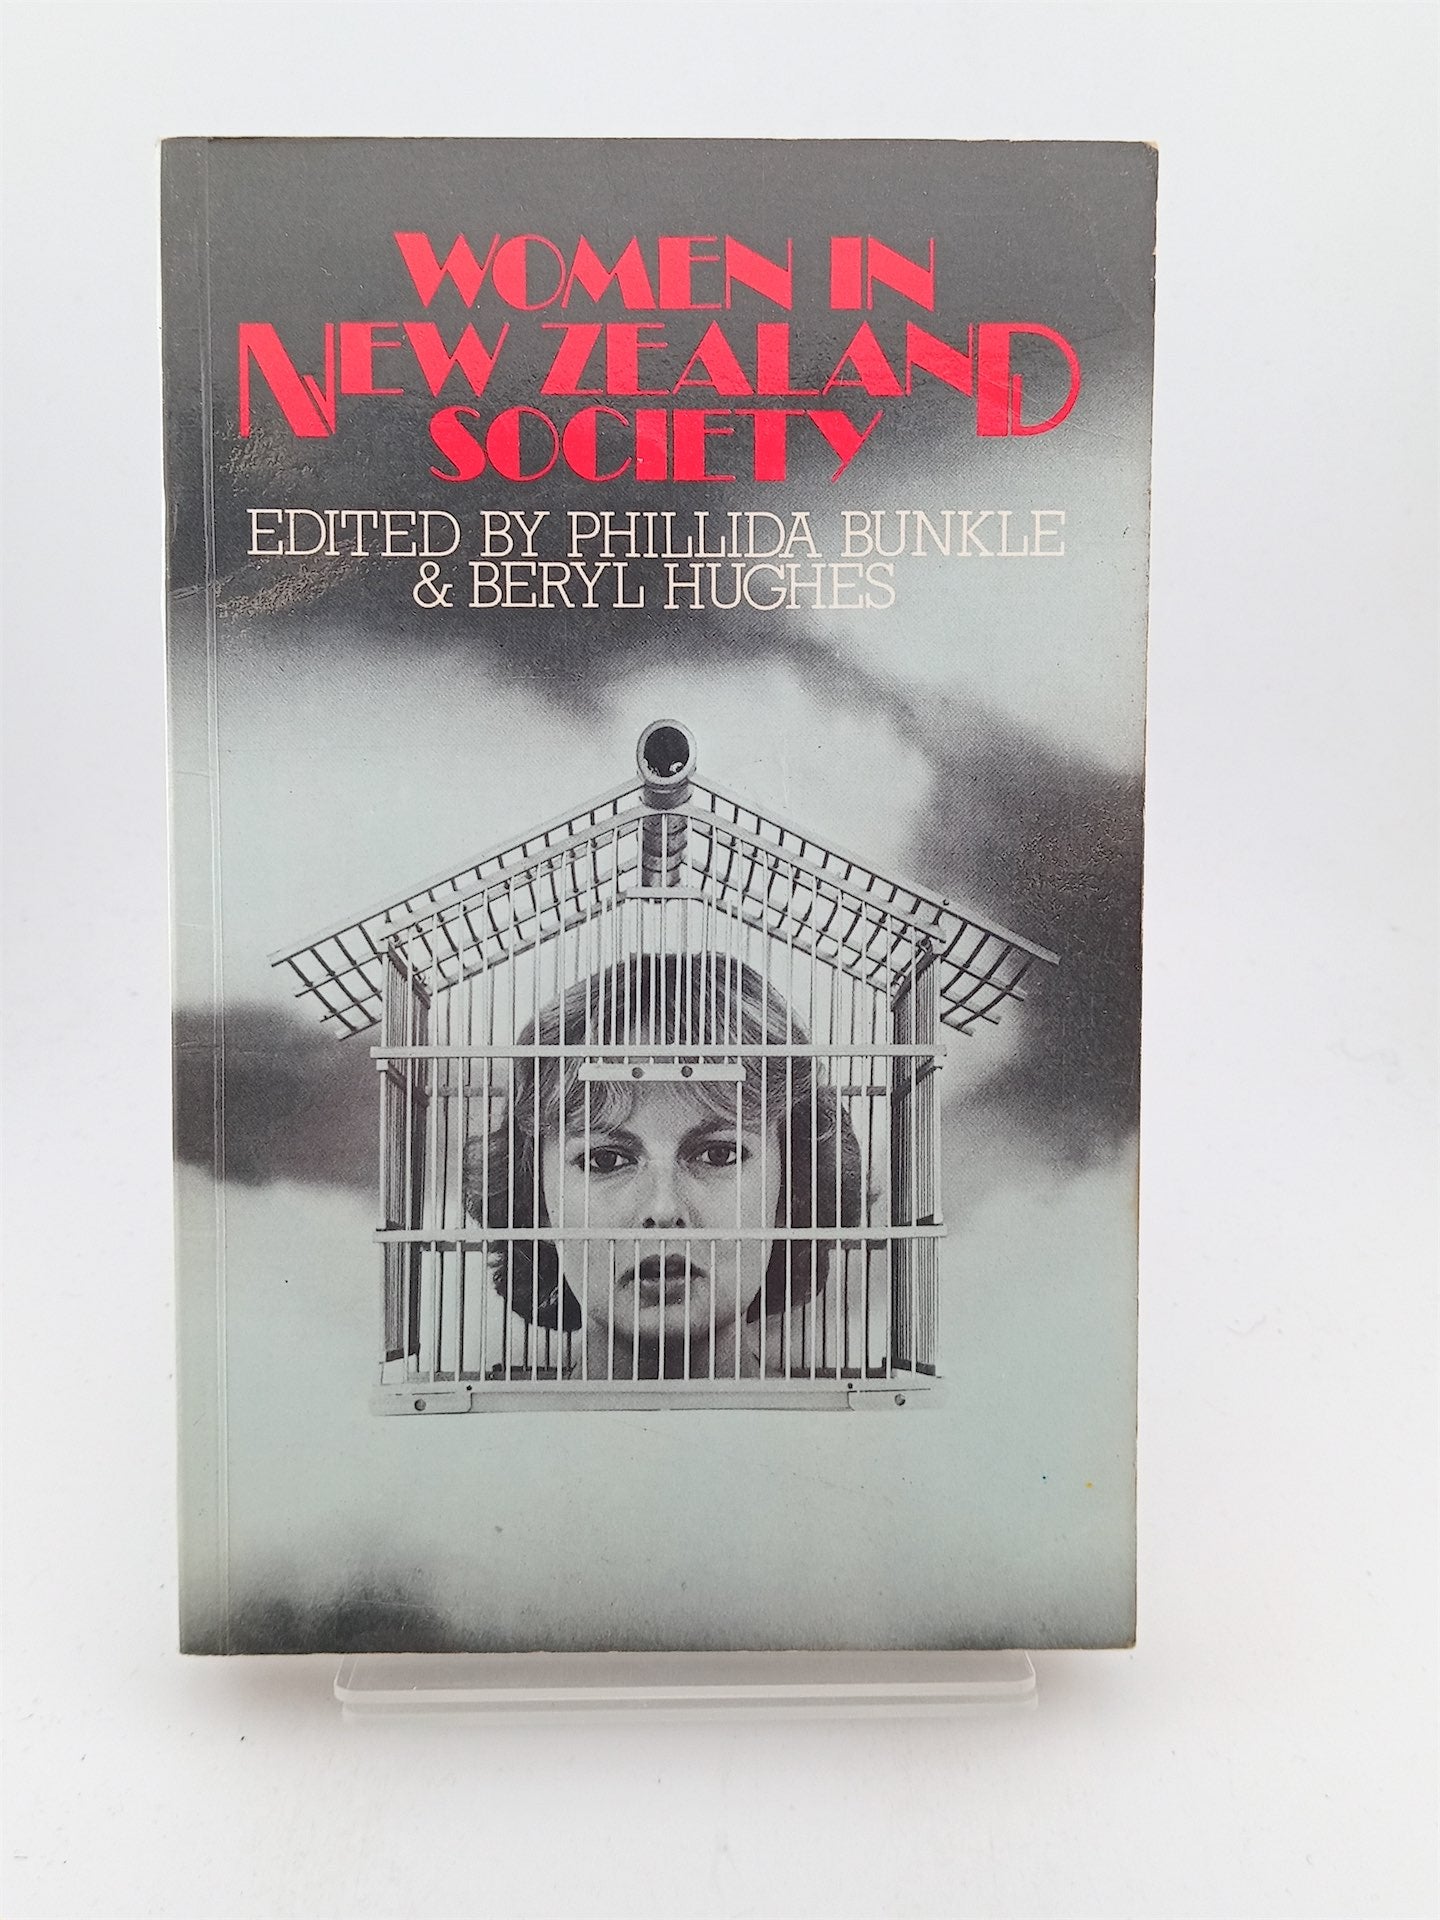 WOMEN IN
NEW ZEALAND
SOCIETY
EDITED BY PHILLIDA BUNKLE
& BERYL HUGHES